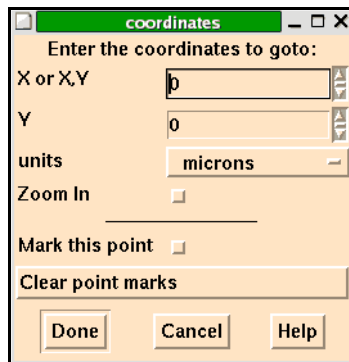 coordinates
Enter the coordinates to goto:
X or X,Y 0
Y 0
units microns
Zoom In
Mark this point
Clear point marks
Done Cancel Help